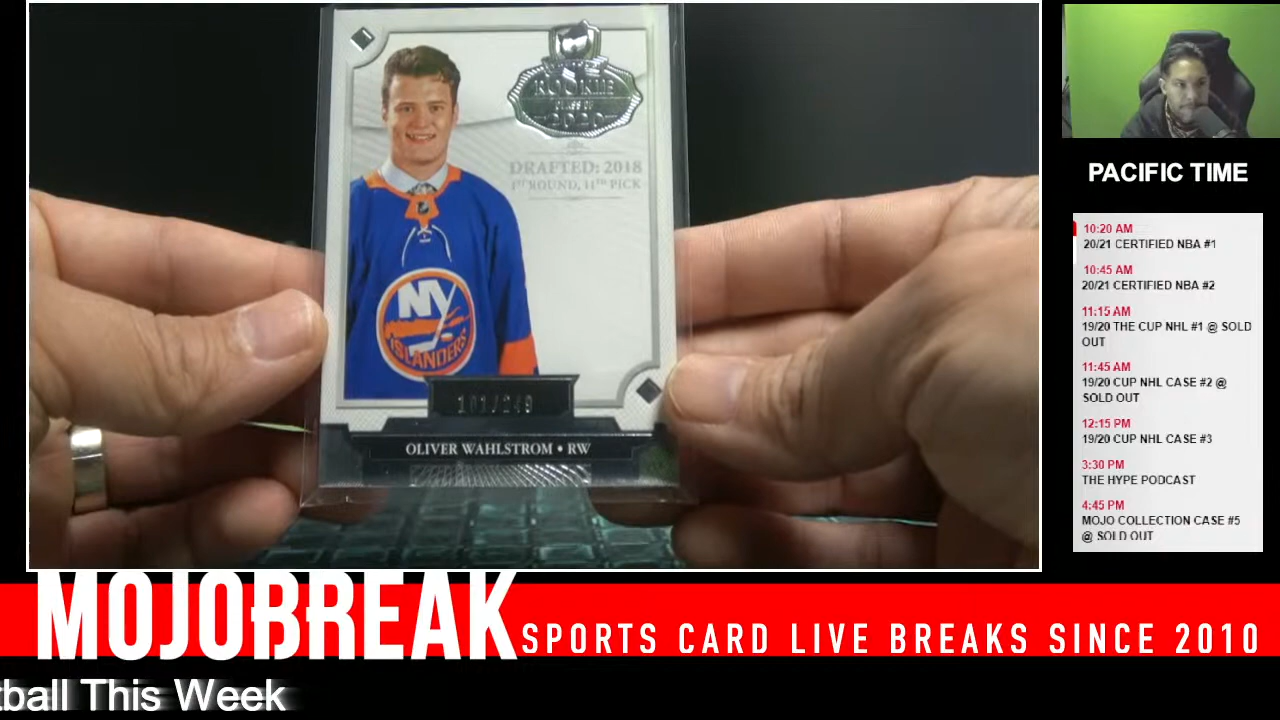 ROOKIE
CLASS OF
2020
DRAFTED: 2018
1ST ROUND, 11TH PICK
NY
ISLANDERS
OLIVER WAHLSTROM • RW
PACIFIC TIME
10:20 AM
20/21 CERTIFIED NBA #1
10:45 AM
20/21 CERTIFIED NBA #2
11:15 AM
19/20 THE CUP NHL #1 @ SOLD
OUT
11:45 AM
19/20 CUP NHL CASE #2 @
SOLD OUT
12:15 PM
19/20 CUP NHL CASE #3
3:30 PM
THE HYPE PODCAST
4:45 PM
MOJO COLLECTION CASE #5
@ SOLD OUT
MOJOBREAK
SPORTS CARD LIVE BREAKS SINCE 2010
tball This Week